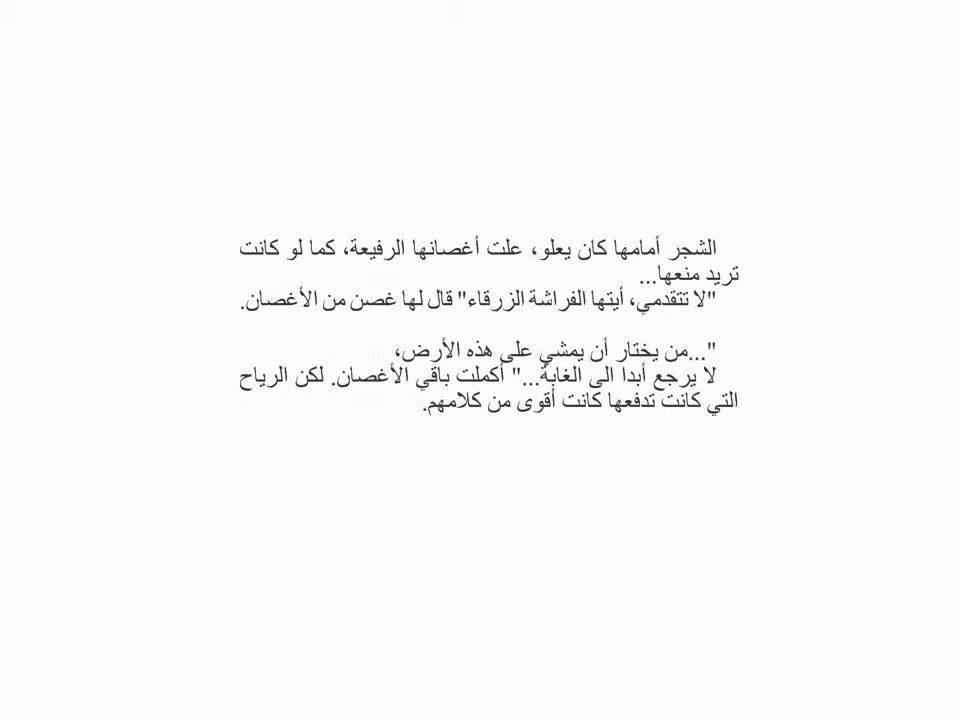 الشجر أمامها كان يعلو، علت أغصانها الرفيعة، كما لو كانت
تريد منعها...
"لا تتقدمي، أيتها الفراشة الزرقاء" قال لها غصن من الأغصان.
"...من يختار أن يمشي على هذه الأرض،
لا يرجع أبدا الى الغابة..." أكملت باقي الأغصان. لكن الرياح
التي كانت تدفعها كانت أقوى من كلامهم.